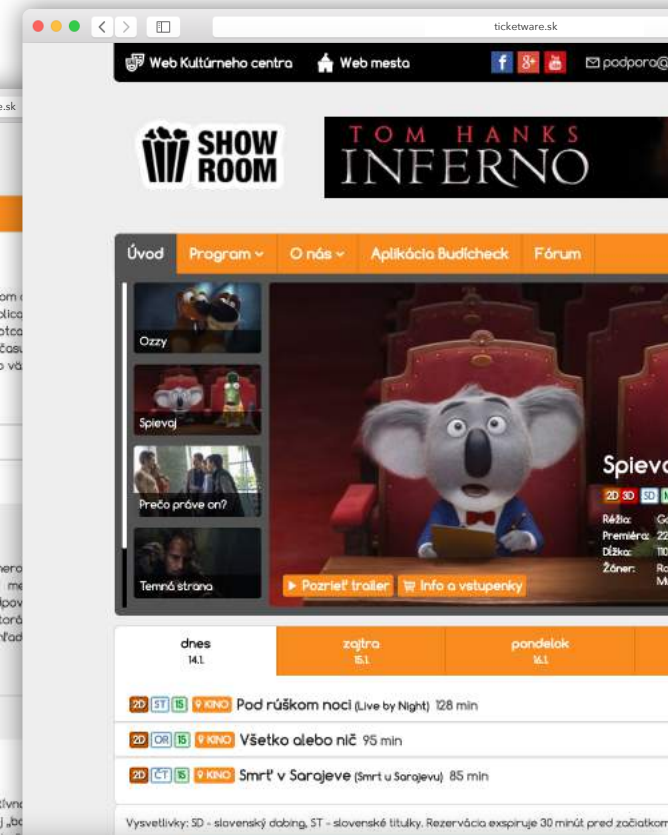 ticketware.sk
Web Kultúrneho centra Web mesta podpora@
SHOW
ROOM
TOM HANKS
INFERNO
Úvod Program O nás Aplikácia Budícheck Fórum
Ozzy
Spievaj
Prečo práve on?
Temná strana
Spieva
2D 3D SD
Réžia:
Premiéra: 22
Dĺžka: 110
Žáner:
Pozrieť trailer Info a vstupenky
dnes zajtra pondelok
14.1. 15.1. 16.1.
2D ST 15 KINO Pod rúškom noci (Live by Night) 128 min
2D OR 15 KINO Všetko alebo nič 95 min
2D ČT 15 KINO Smrť v Sarajeve (Smrt u Sarajevu) 85 min
Vysvetlivky: SD - slovenský dabing, ST - slovenské titulky. Rezervácia exspiruje 30 minút pred začiatkom